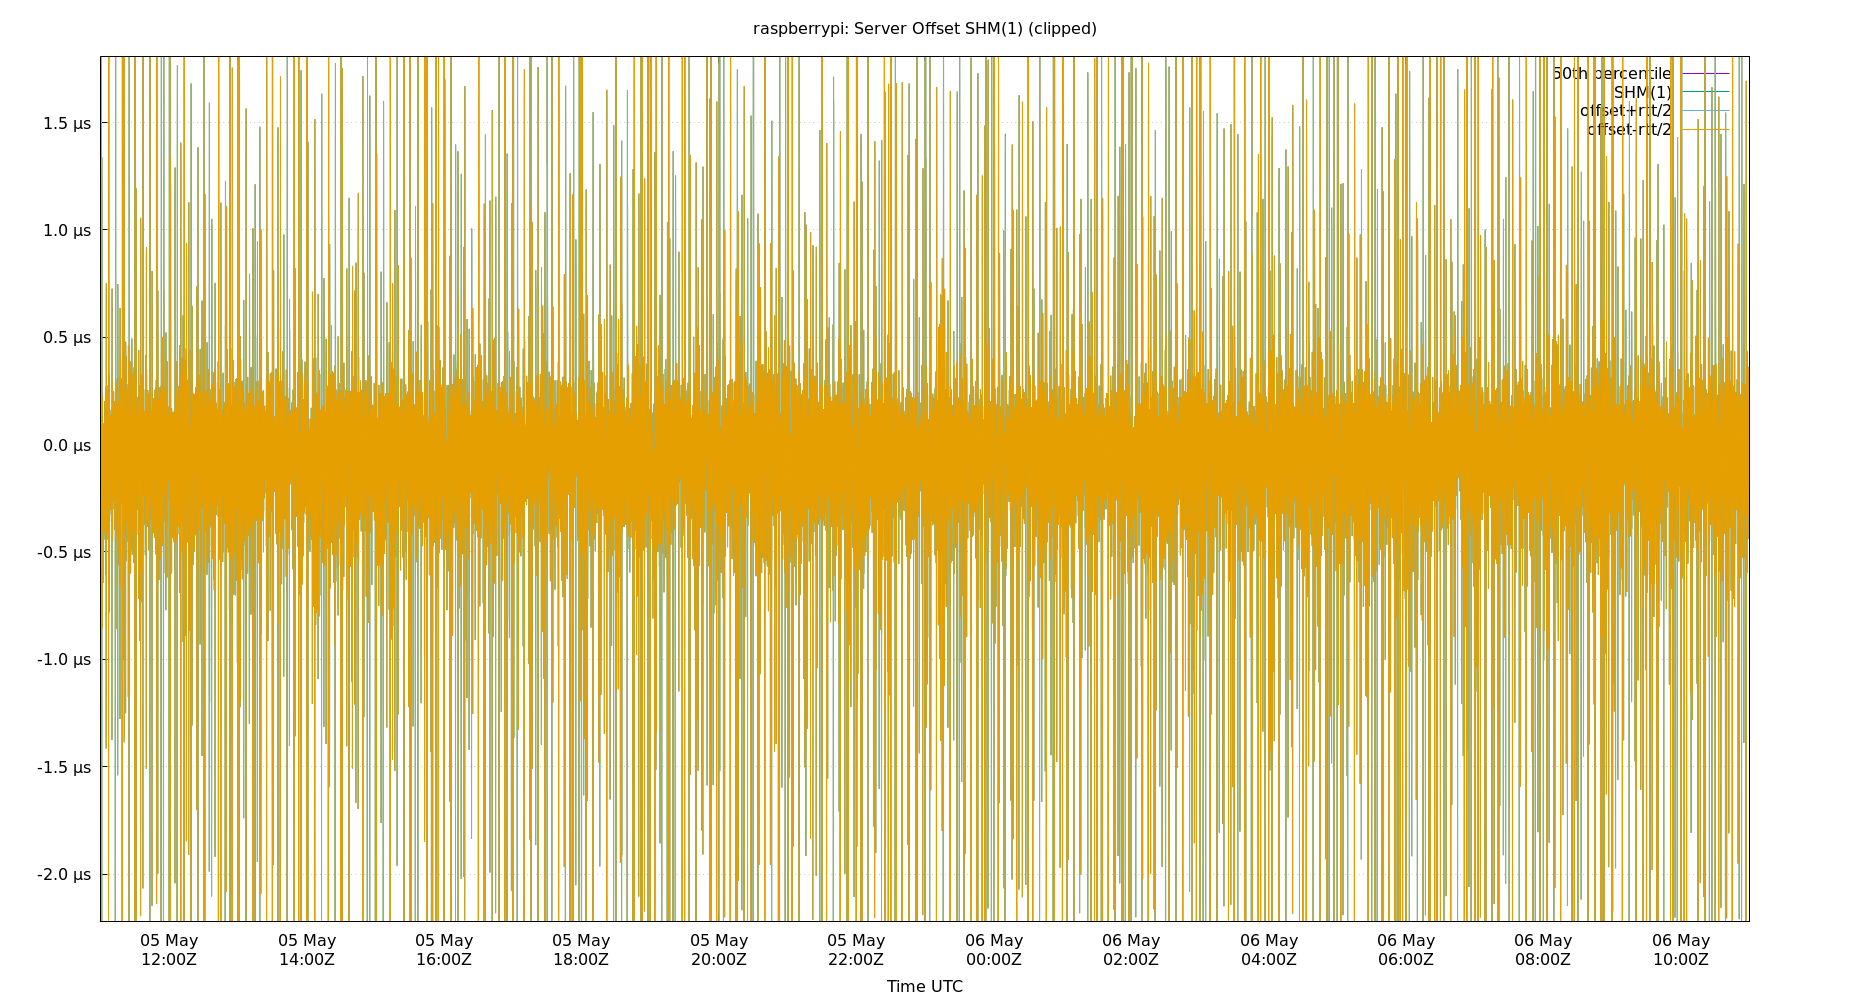 raspberrypi: Server Offset SHM(1) (clipped)
50th percentile
SHM(1)
offset+rtt/2
offset-rtt/2
1.5 µs
1.0 µs
0.5 µs
0.0 µs
-0.5 µs
-1.0 µs
-1.5 µs
-2.0 µs
05 May 05 May 05 May 05 May 05 May 05 May 06 May 06 May 06 May 06 May 06 May 06 May
12:00Z 14:00Z 16:00Z 18:00Z 20:00Z 22:00Z 00:00Z 02:00Z 04:00Z 06:00Z 08:00Z 10:00Z
Time UTC